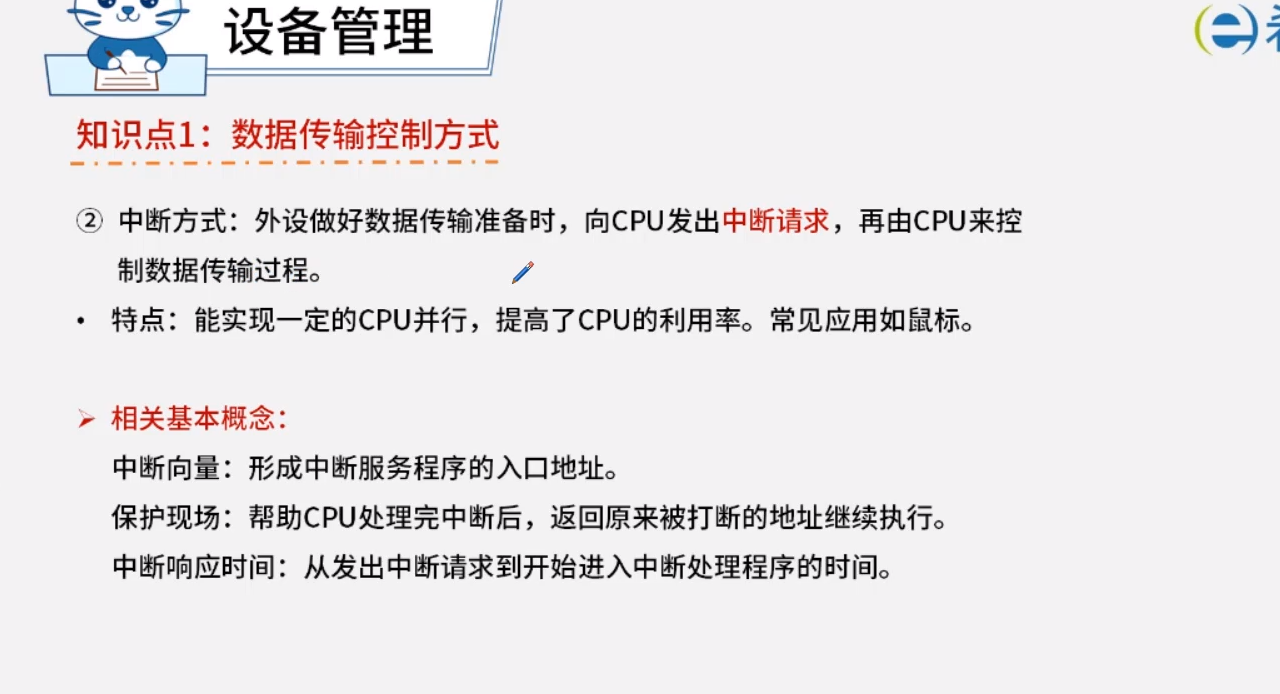 设备管理
知识点1：数据传输控制方式
② 中断方式：外设做好数据传输准备时，向CPU发出中断请求，再由CPU来控
制数据传输过程。
• 特点：能实现一定的CPU并行，提高了CPU的利用率。常见应用如鼠标。
➢ 相关基本概念：
中断向量：形成中断服务程序的入口地址。
保护现场：帮助CPU处理完中断后，返回原来被打断的地址继续执行。
中断响应时间：从发出中断请求到开始进入中断处理程序的时间。